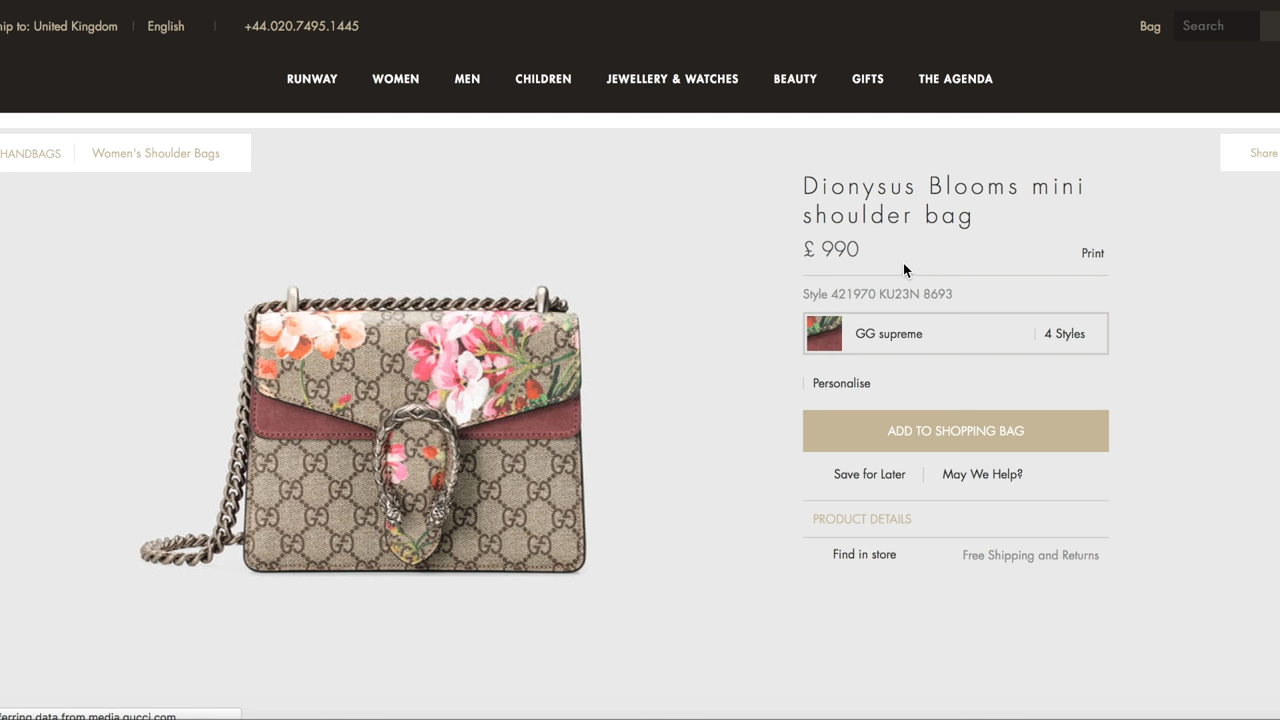 hip to: United Kingdom English +44.020.7495.1445 Bag Search
RUNWAY WOMEN MEN CHILDREN JEWELLERY & WATCHES BEAUTY GIFTS THE AGENDA
HANDBAGS Women's Shoulder Bags Share
Dionysus Blooms mini
shoulder bag
£ 990
Print
Style 421970 KU23N 8693
GG supreme 4 Styles
Personalise
ADD TO SHOPPING BAG
Save for Later May We Help?
PRODUCT DETAILS
Find in store Free Shipping and Returns
ferring data from media.gucci.com